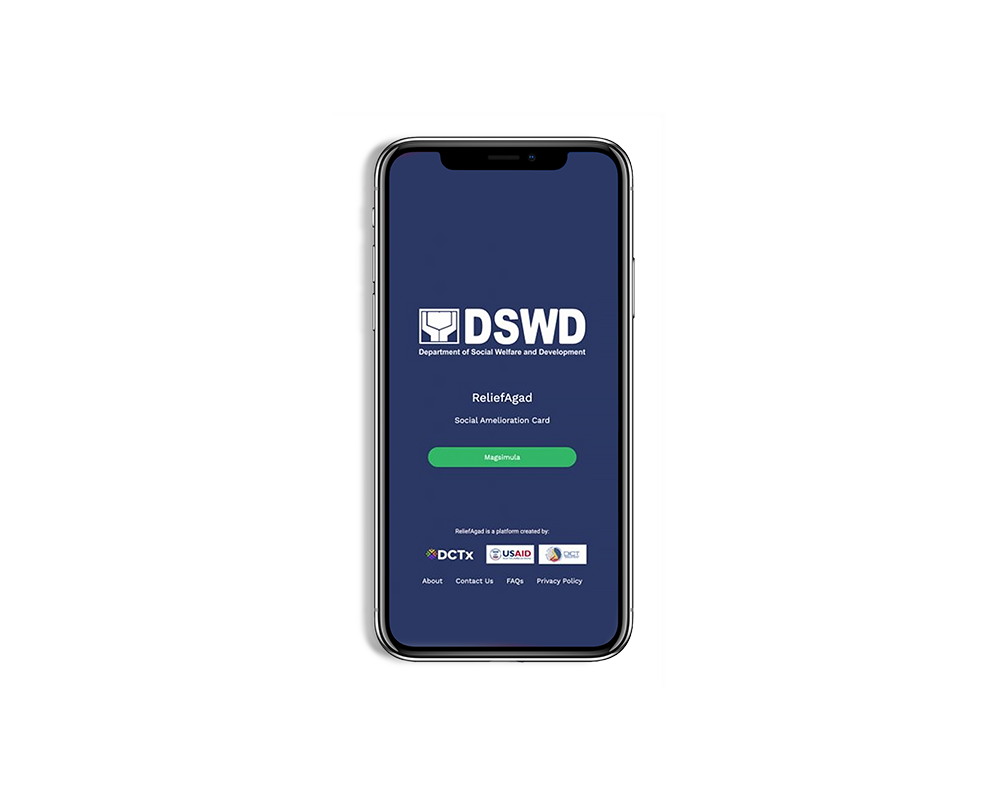 DSWD
Department of Social Welfare and Development
ReliefAgad
Social Amelioration Card
Magsimula
ReliefAgad is a platform created by:
DCTx USAID DICT
About Contact Us FAQs Privacy Policy